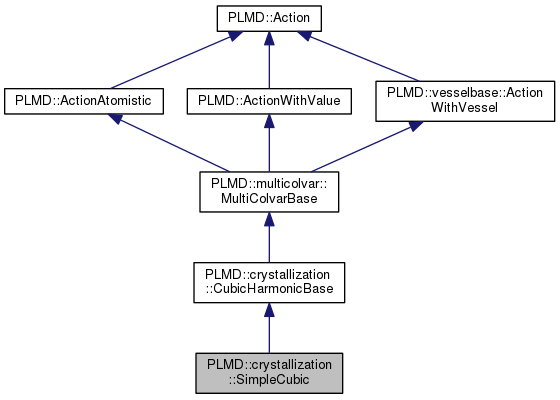 PLMD::Action
PLMD::ActionAtomistic
PLMD::ActionWithValue
PLMD::vesselbase::Action
WithVessel
PLMD::multicolvar::
MultiColvarBase
PLMD::crystallization
::CubicHarmonicBase
PLMD::crystallization
::SimpleCubic